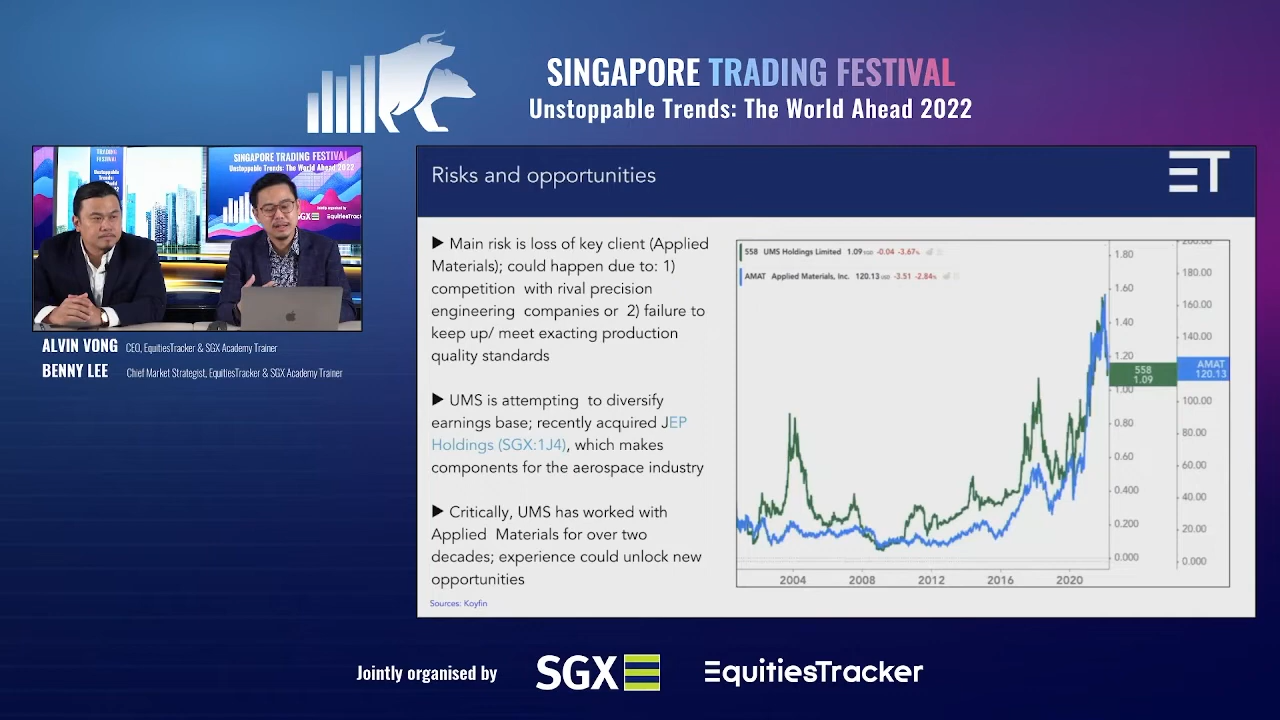 SINGAPORE TRADING FESTIVAL
Unstoppable Trends: The World Ahead 2022
TRADING
FESTIVAL
Unstoppable
Trends:
SINGAPORE TRADING FESTIVAL
Unstoppable Trends: The World Ahead 2022
SGX
EquitiesTracker
ALVIN VONG CEO, EquitiesTracker & SGX Academy Trainer
BENNY LEE Chief Market Strategist, EquitiesTracker & SGX Academy Trainer
Risks and opportunities
ET
► Main risk is loss of key client (Applied
Materials); could happen due to: 1)
competition with rival precision
engineering companies or 2) failure to
keep up/ meet exacting production
quality standards
► UMS is attempting to diversify
earnings base; recently acquired JEP
Holdings (SGX:1J4), which makes
components for the aerospace industry
► Critically, UMS has worked with
Applied Materials for over two
decades; experience could unlock new
opportunities
Sources: Koyfin
558 UMS Holdings Limited 1.09 SGD -0.04 -3.67%
AMAT Applied Materials, Inc. 120.13 USD -3.51 -2.84%
1.80
1.60
1.40
1.20
1.00
0.80
0.60
0.400
0.200
0.000
558
1.09
200.00
180.00
160.00
140.00
100.00
80.00
60.00
40.00
20.00
0.00
AMAT
120.13
2004 2008 2012 2016 2020
Jointly organised by SGX EquitiesTracker